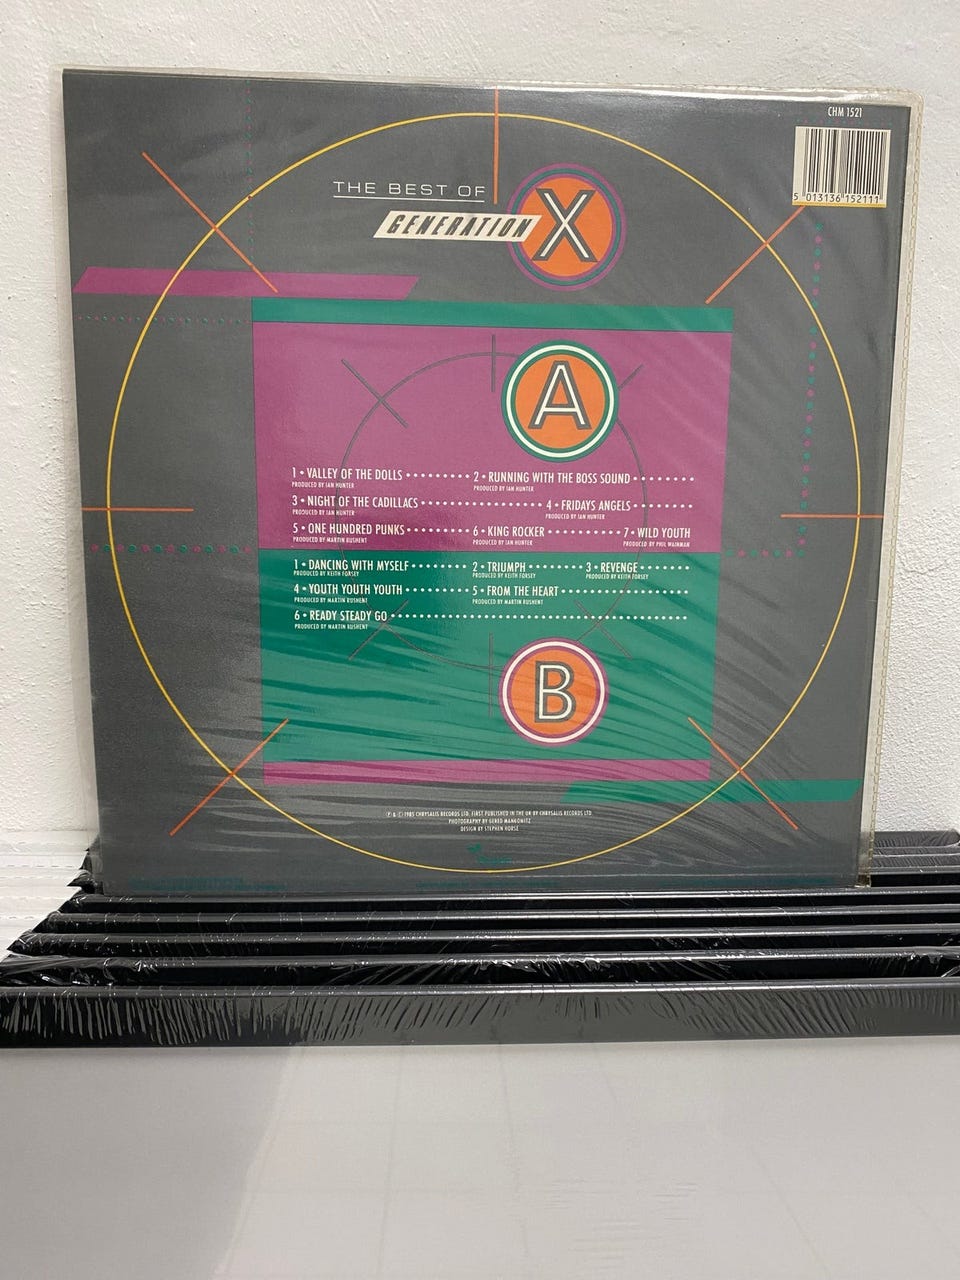 CHM 1521
5 013136 152111
THE BEST OF
GENERATION X
A
1 • VALLEY OF THE DOLLS 2 • RUNNING WITH THE BOSS SOUND
PRODUCED BY IAN HUNTER PRODUCED BY IAN HUNTER
3 • NIGHT OF THE CADILLACS 4 • FRIDAYS ANGELS
PRODUCED BY IAN HUNTER PRODUCED BY IAN HUNTER
5 • ONE HUNDRED PUNKS 6 • KING ROCKER 7 • WILD YOUTH
PRODUCED BY MARTIN RUSHENT PRODUCED BY IAN HUNTER PRODUCED BY PHIL WAINMAN
1 • DANCING WITH MYSELF 2 • TRIUMPH 3 • REVENGE
PRODUCED BY KEITH FORSEY PRODUCED BY KEITH FORSEY PRODUCED BY KEITH FORSEY
4 • YOUTH YOUTH YOUTH 5 • FROM THE HEART
PRODUCED BY MARTIN RUSHENT PRODUCED BY MARTIN RUSHENT
6 • READY STEADY GO
PRODUCED BY MARTIN RUSHENT
B
℗ & © 1985 CHRYSALIS RECORDS LTD. FIRST PUBLISHED IN THE UK BY CHRYSALIS RECORDS LTD
PHOTOGRAPHY BY GERED MANKOWITZ
DESIGN BY STEPHEN HORSE